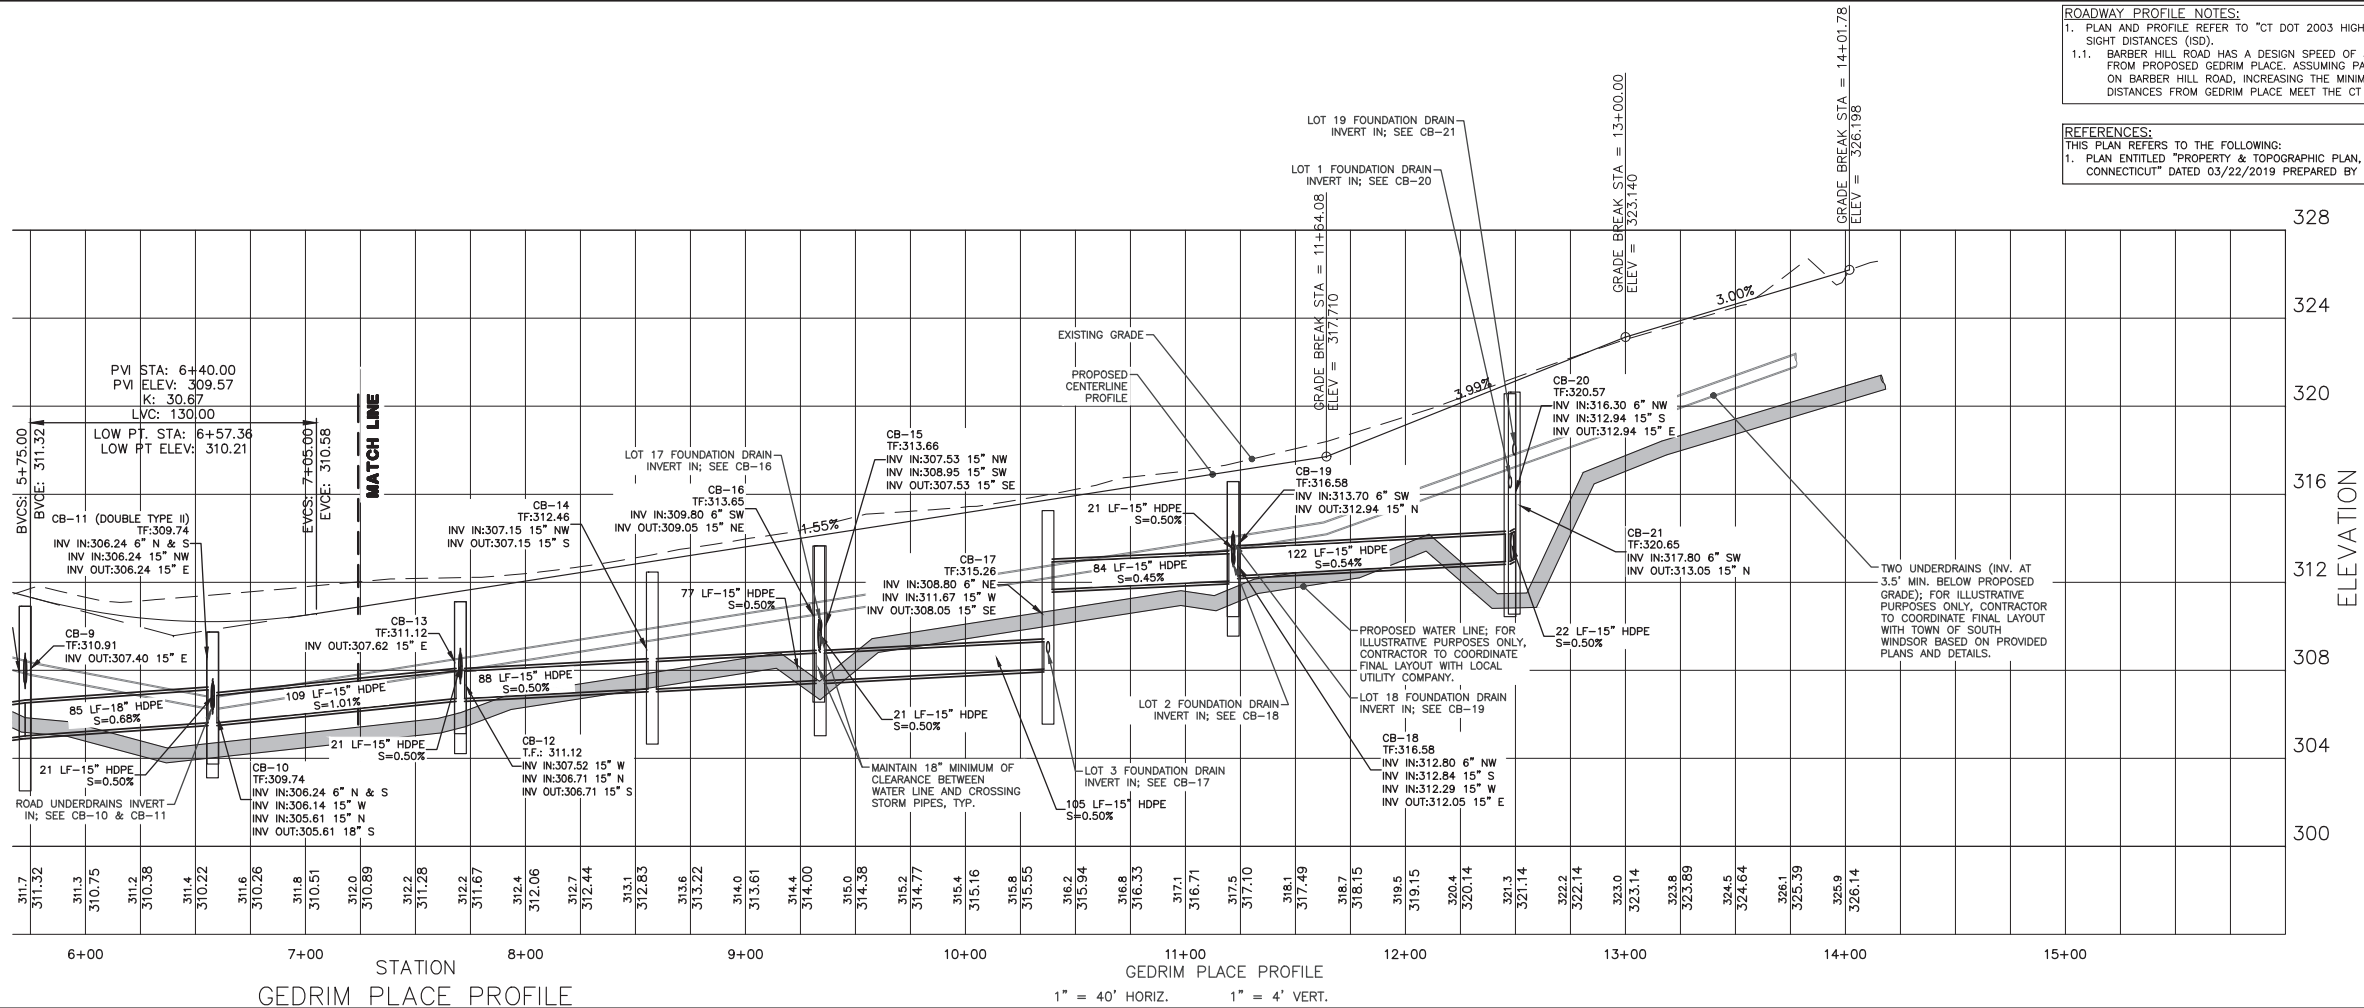 ROADWAY PROFILE NOTES:
1. PLAN AND PROFILE REFER TO "CT DOT 2003 HIGH
SIGHT DISTANCES (ISD).
1.1. BARBER HILL ROAD HAS A DESIGN SPEED OF
FROM PROPOSED GEDRIM PLACE. ASSUMING PA
ON BARBER HILL ROAD, INCREASING THE MINIM
DISTANCES FROM GEDRIM PLACE MEET THE CT
REFERENCES:
THIS PLAN REFERS TO THE FOLLOWING:
1. PLAN ENTITLED "PROPERTY & TOPOGRAPHIC PLAN,
CONNECTICUT" DATED 03/22/2019 PREPARED BY
GRADE BREAK STA = 14+01.78
ELEV = 326.198
GRADE BREAK STA = 13+00.00
ELEV = 323.140
GRADE BREAK STA = 11+64.08
ELEV = 317.710
LOT 19 FOUNDATION DRAIN
INVERT IN; SEE CB-21
LOT 1 FOUNDATION DRAIN
INVERT IN; SEE CB-20
328
324
320
316
312
308
304
300
ELEVATION
3.00%
3.99%
1.55%
EXISTING GRADE
PROPOSED
CENTERLINE
PROFILE
PVI STA: 6+40.00
PVI ELEV: 309.57
K: 30.67
LVC: 130.00
LOW PT. STA: 6+57.36
LOW PT ELEV: 310.21
BVCS: 5+75.00
BVCE: 311.32
EVCS: 7+05.00
EVCE: 310.58
MATCH LINE
CB-11 (DOUBLE TYPE II)
TF:309.74
INV IN:306.24 6" N & S
INV IN:306.24 15" NW
INV OUT:306.24 15" E
CB-9
TF:310.91
INV OUT:307.40 15" E
CB-13
TF:311.12
INV OUT:307.62 15" E
CB-14
TF:312.46
INV IN:307.15 15" NW
INV OUT:307.15 15" S
LOT 17 FOUNDATION DRAIN
INVERT IN; SEE CB-16
CB-16
TF:313.65
INV IN:309.80 6" SW
INV OUT:309.05 15" NE
CB-15
TF:313.66
INV IN:307.53 15" NW
INV IN:308.95 15" SW
INV OUT:307.53 15" SE
CB-17
TF:315.26
INV IN:308.80 6" NE
INV IN:311.67 15" W
INV OUT:308.05 15" SE
21 LF-15" HDPE
S=0.50%
CB-19
TF:316.58
INV IN:313.70 6" SW
INV OUT:312.94 15" N
CB-20
TF:320.57
INV IN:316.30 6" NW
INV IN:312.94 15" S
INV OUT:312.94 15" E
CB-21
TF:320.65
INV IN:317.80 6" SW
INV OUT:313.05 15" N
85 LF-18" HDPE
S=0.68%
109 LF-15" HDPE
S=1.01%
88 LF-15" HDPE
S=0.50%
77 LF-15" HDPE
S=0.50%
84 LF-15" HDPE
S=0.45%
122 LF-15" HDPE
S=0.54%
22 LF-15" HDPE
S=0.50%
TWO UNDERDRAINS (INV. AT
3.5' MIN. BELOW PROPOSED
GRADE); FOR ILLUSTRATIVE
PURPOSES ONLY, CONTRACTOR
TO COORDINATE FINAL LAYOUT
WITH TOWN OF SOUTH
WINDSOR BASED ON PROVIDED
PLANS AND DETAILS.
PROPOSED WATER LINE; FOR
ILLUSTRATIVE PURPOSES ONLY,
CONTRACTOR TO COORDINATE
FINAL LAYOUT WITH LOCAL
UTILITY COMPANY.
LOT 18 FOUNDATION DRAIN
INVERT IN; SEE CB-19
LOT 2 FOUNDATION DRAIN
INVERT IN; SEE CB-18
CB-18
TF:316.58
INV IN:312.80 6" NW
INV IN:312.84 15" S
INV IN:312.29 15" W
INV OUT:312.05 15" E
21 LF-15" HDPE
S=0.50%
ROAD UNDERDRAINS INVERT
IN; SEE CB-10 & CB-11
CB-10
TF:309.74
INV IN:306.24 6" N & S
INV IN:306.14 15" W
INV IN:305.61 15" N
INV OUT:305.61 18" S
21 LF-15" HDPE
S=0.50%
CB-12
T.F.: 311.12
INV IN:307.52 15" W
INV IN:306.71 15" N
INV OUT:306.71 15" S
21 LF-15" HDPE
S=0.50%
MAINTAIN 18" MINIMUM OF
CLEARANCE BETWEEN
WATER LINE AND CROSSING
STORM PIPES, TYP.
LOT 3 FOUNDATION DRAIN
INVERT IN; SEE CB-17
105 LF-15" HDPE
S=0.50%
311.7 311.32
311.3 310.75
311.2 310.38
311.4 310.22
311.6 310.26
311.8 310.51
312.0 310.89
312.2 311.28
312.2 311.67
312.4 312.06
312.7 312.44
313.1 312.83
313.6 313.22
314.0 313.61
314.4 314.00
315.0 314.38
315.2 314.77
315.4 315.16
315.8 315.55
316.2 315.94
316.8 316.33
317.1 316.71
317.5 317.10
318.1 317.49
318.7 318.15
319.5 319.15
320.4 320.14
321.3 321.14
322.2 322.14
323.0 323.14
323.8 323.89
324.5 324.64
326.1 325.39
325.9 326.14
6+00 7+00 8+00 9+00 10+00 11+00 12+00 13+00 14+00 15+00
STATION
GEDRIM PLACE PROFILE
GEDRIM PLACE PROFILE
1" = 40' HORIZ. 1" = 4' VERT.